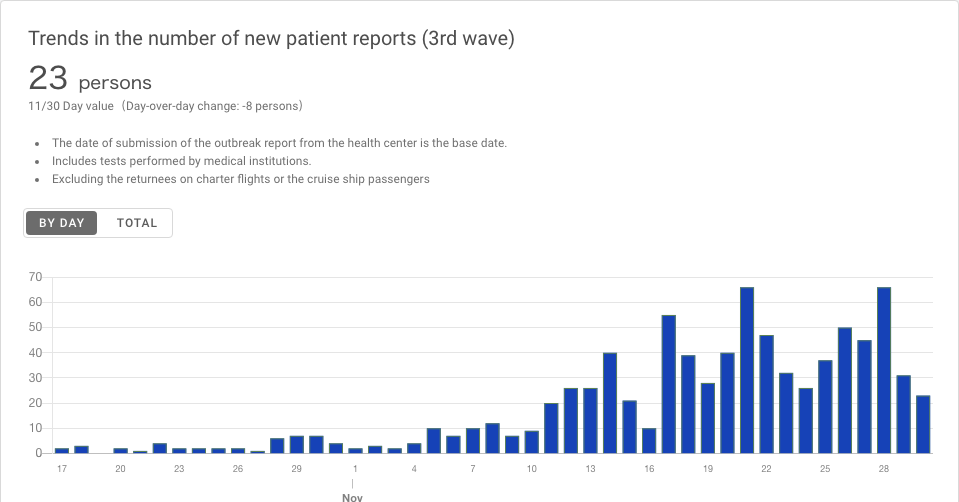 Trends in the number of new patient reports (3rd wave)
23 persons
11/30 Day value（Day-over-day change: -8 persons）
• The date of submission of the outbreak report from the health center is the base date.
• Includes tests performed by medical institutions.
• Excluding the returnees on charter flights or the cruise ship passengers
BY DAY TOTAL
70
60
50
40
30
20
10
0
17 20 23 26 29 1 4 7 10 13 16 19 22 25 28
Nov